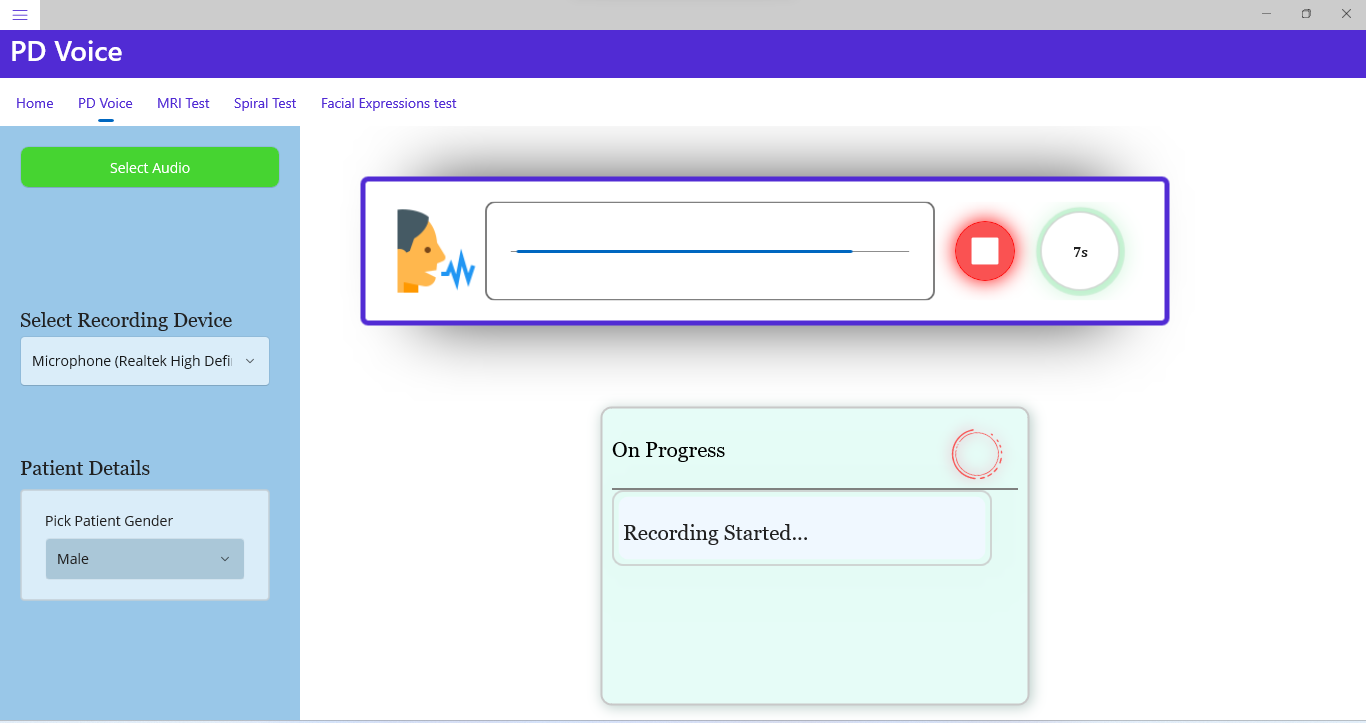 PD Voice
Home
PD Voice
MRI Test
Spiral Test
Facial Expressions test
Select Audio
7s
Select Recording Device
Microphone (Realtek High Defi
Patient Details
Pick Patient Gender
Male
On Progress
Recording Started...